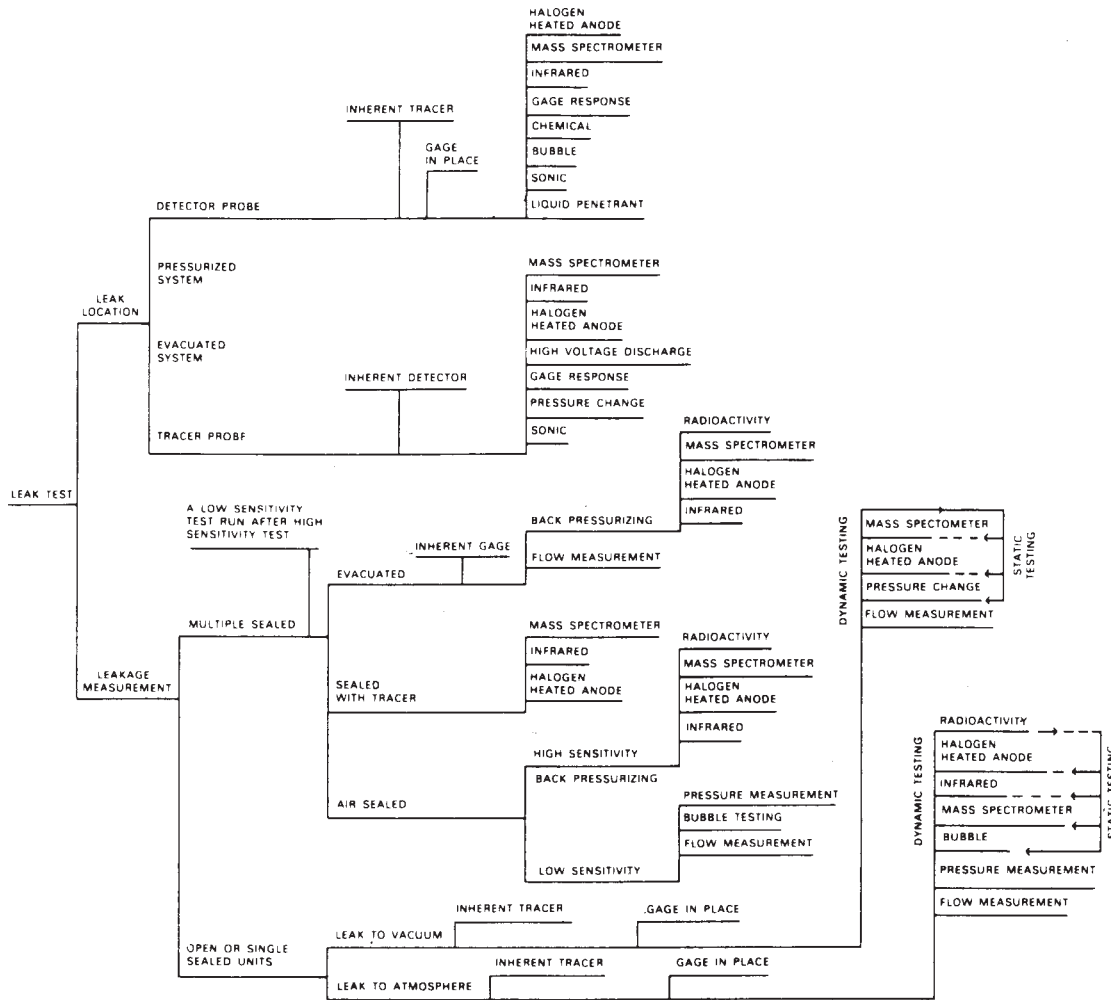 HALOGEN
HEATED ANODE
MASS SPECTROMETER
INFRARED
GAGE RESPONSE
CHEMICAL
BUBBLE
SONIC
LIQUID PENETRANT
INHERENT TRACER
GAGE
IN PLACE
DETECTOR PROBE
PRESSURIZED
SYSTEM
LEAK
LOCATION
EVACUATED
SYSTEM
MASS SPECTROMETER
INFRARED
HALOGEN
HEATED ANODE
HIGH VOLTAGE DISCHARGE
GAGE RESPONSE
PRESSURE CHANGE
SONIC
INHERENT DETECTOR
TRACER PROBE
LEAK TEST
A LOW SENSITIVITY
TEST RUN AFTER HIGH
SENSITIVITY TEST
RADIOACTIVITY
MASS SPECTROMETER
HALOGEN
HEATED ANODE
INFRARED
BACK PRESSURIZING
INHERENT GAGE
FLOW MEASUREMENT
EVACUATED
MULTIPLE SEALED
LEAKAGE
MEASUREMENT
MASS SPECTROMETER
INFRARED
HALOGEN
HEATED ANODE
SEALED
WITH TRACER
RADIOACTIVITY
MASS SPECTROMETER
HALOGEN
HEATED ANODE
INFRARED
HIGH SENSITIVITY
BACK PRESSURIZING
AIR SEALED
PRESSURE MEASUREMENT
BUBBLE TESTING
FLOW MEASUREMENT
LOW SENSITIVITY
DYNAMIC TESTING
MASS SPECTOMETER
HALOGEN
HEATED ANODE
PRESSURE CHANGE
FLOW MEASUREMENT
STATIC
TESTING
DYNAMIC TESTING
RADIOACTIVITY
HALOGEN
HEATED ANODE
INFRARED
MASS SPECTROMETER
BUBBLE
PRESSURE MEASUREMENT
FLOW MEASUREMENT
STATIC TESTING
OPEN OR SINGLE
SEALED UNITS
LEAK TO VACUUM
INHERENT TRACER
GAGE IN PLACE
LEAK TO ATMOSPHERE
INHERENT TRACER
GAGE IN PLACE